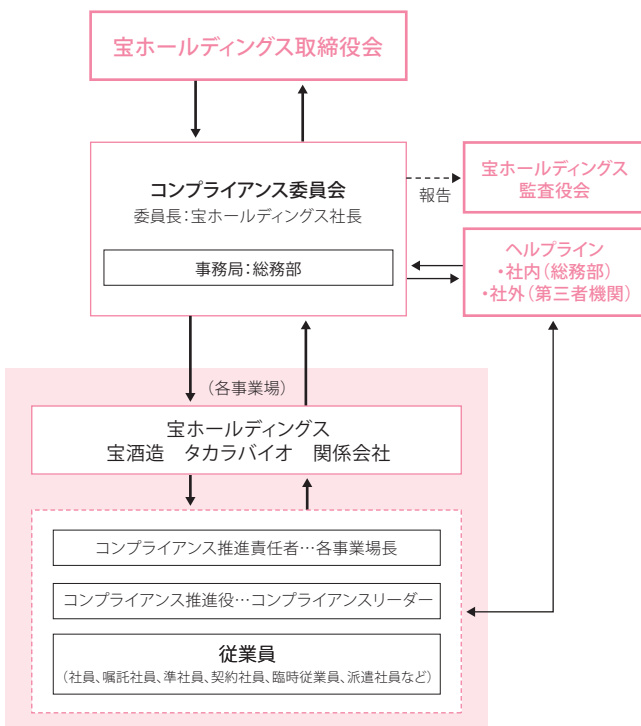 宝ホールディングス取締役会
コンプライアンス委員会
委員長：宝ホールディングス社長
事務局：総務部
報告
宝ホールディングス
監査役会
ヘルプライン
・社内（総務部）
・社外（第三者機関）
（各事業場）
宝ホールディングス
宝酒造　タカラバイオ　関係会社
コンプライアンス推進責任者…各事業場長
コンプライアンス推進役…コンプライアンスリーダー
従業員
（社員、嘱託社員、準社員、契約社員、臨時従業員、派遣社員など）